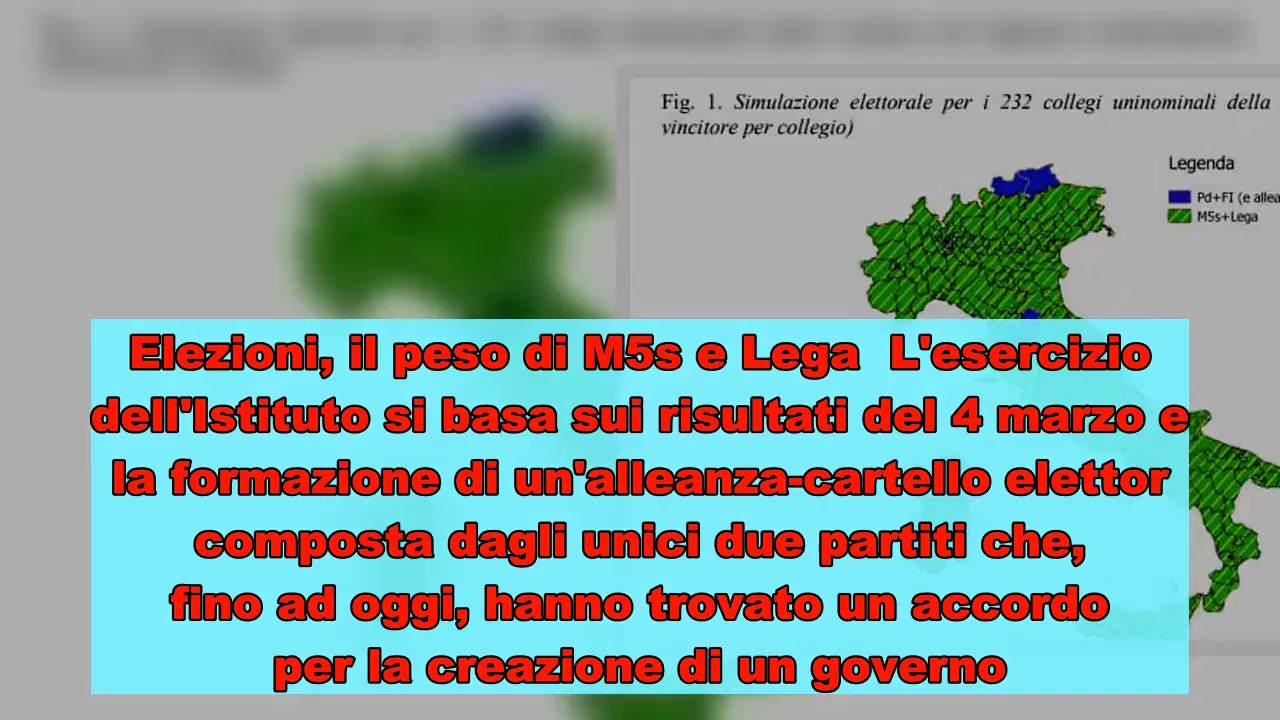 Fig. 1. Simulazione elettorale per i 232 collegi uninominali della
vincitore per collegio)
Legenda
Pd+FI (e allea
M5s+Lega
Elezioni, il peso di M5s e Lega L'esercizio
dell'Istituto si basa sui risultati del 4 marzo e
la formazione di un'alleanza-cartello elettor
composta dagli unici due partiti che,
fino ad oggi, hanno trovato un accordo
per la creazione di un governo